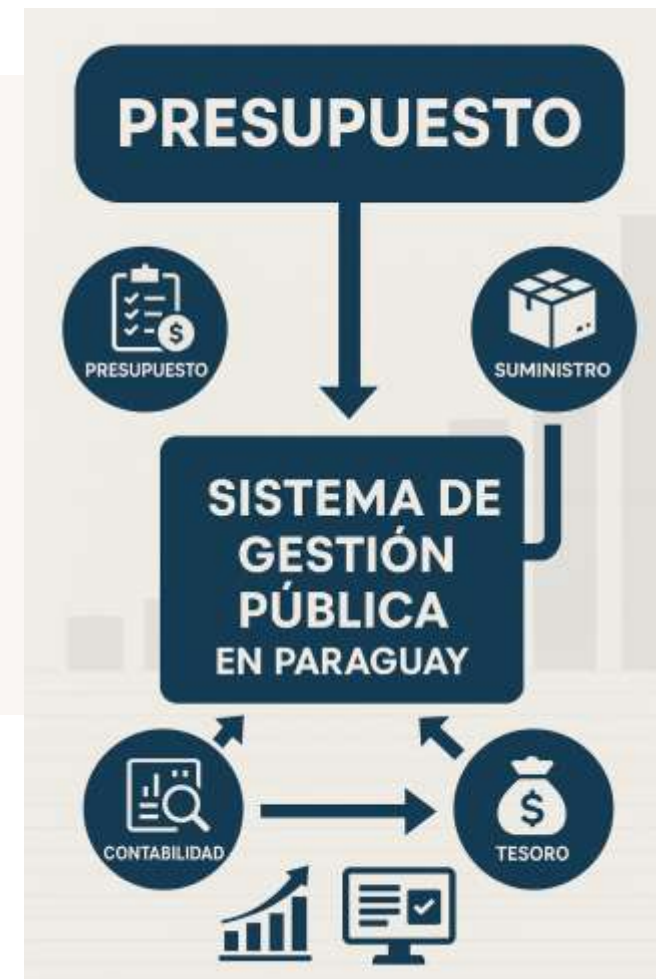 PRESUPUESTO
PRESUPUESTO
SUMINISTRO
SISTEMA DE
GESTIÓN
PÚBLICA
EN PARAGUAY
CONTABILIDAD
TESORO